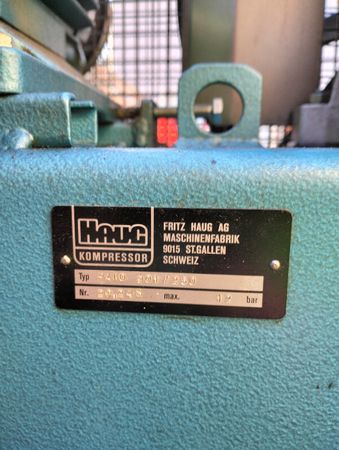 HAUG
KOMPRESSOR
FRITZ HAUG AG
MASCHINENFABRIK
9015 ST.GALLEN
SCHWEIZ
Typ
Nr. max. bar